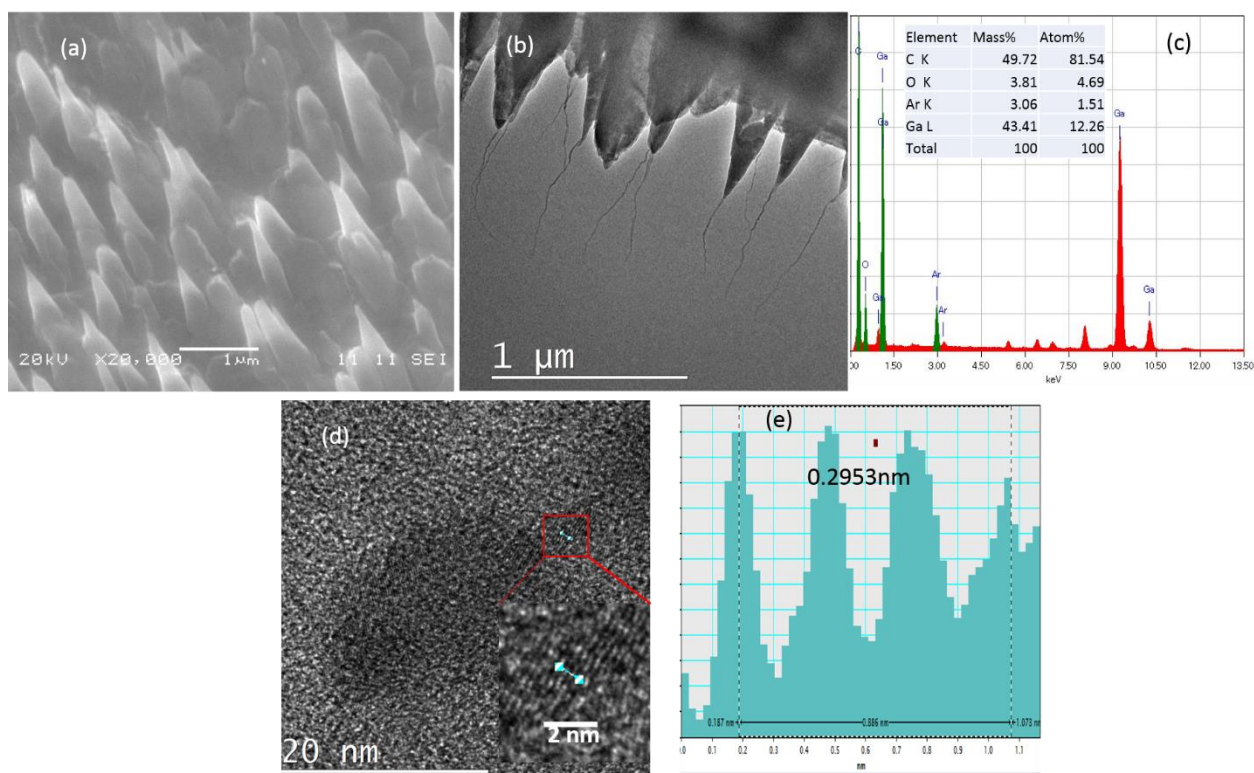 (a)
20kV X20,000 1μm 11 11 SEI
(b)
1 μm
(c)
Element Mass% Atom%
C K 49.72 81.54
O K 3.81 4.69
Ar K 3.06 1.51
Ga L 43.41 12.26
Total 100 100
C
Ga
Ga
O
Ga
Ar
Ar
Ga
Ga
00 1.50 3.00 4.50 6.00 7.50 9.00 10.50 12.00 13.50
keV
(d)
20 nm
2 nm
(e)
0.2953nm
0.187 nm 0.886 nm 1.073 nm
0.0 0.1 0.2 0.3 0.4 0.5 0.6 0.7 0.8 0.9 1.0 1.1
nm